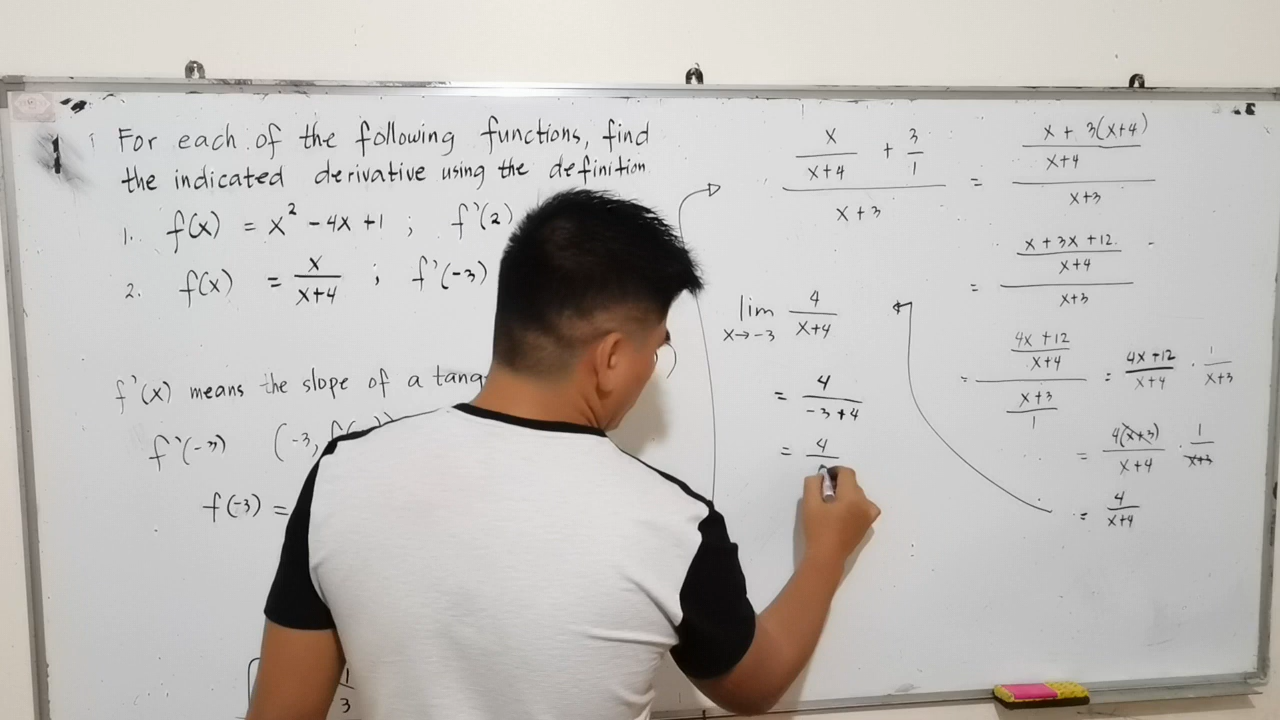 For each of the following functions, find
the indicated derivative using the definition
1. f(x) = x² - 4x + 1 ; f'(2)
2. f(x) = x/(x+4) ; f'(-3)
f'(x) means the slope of a
f'(-3) (-3,
f(-3) =
1/3
(x/(x+4) + 3/1)/(x+3) = ((x + 3(x+4))/(x+4))/(x+3)
= ((x + 3x + 12)/(x+4))/(x+3)
= ((4x + 12)/(x+4))/((x+3)/1) = (4x + 12)/(x+4) · 1/(x+3)
= 4(x+3)/(x+4) · 1/(x+3)
= 4/(x+4)
lim x→-3 4/(x+4)
= 4/(-3+4)
= 4/